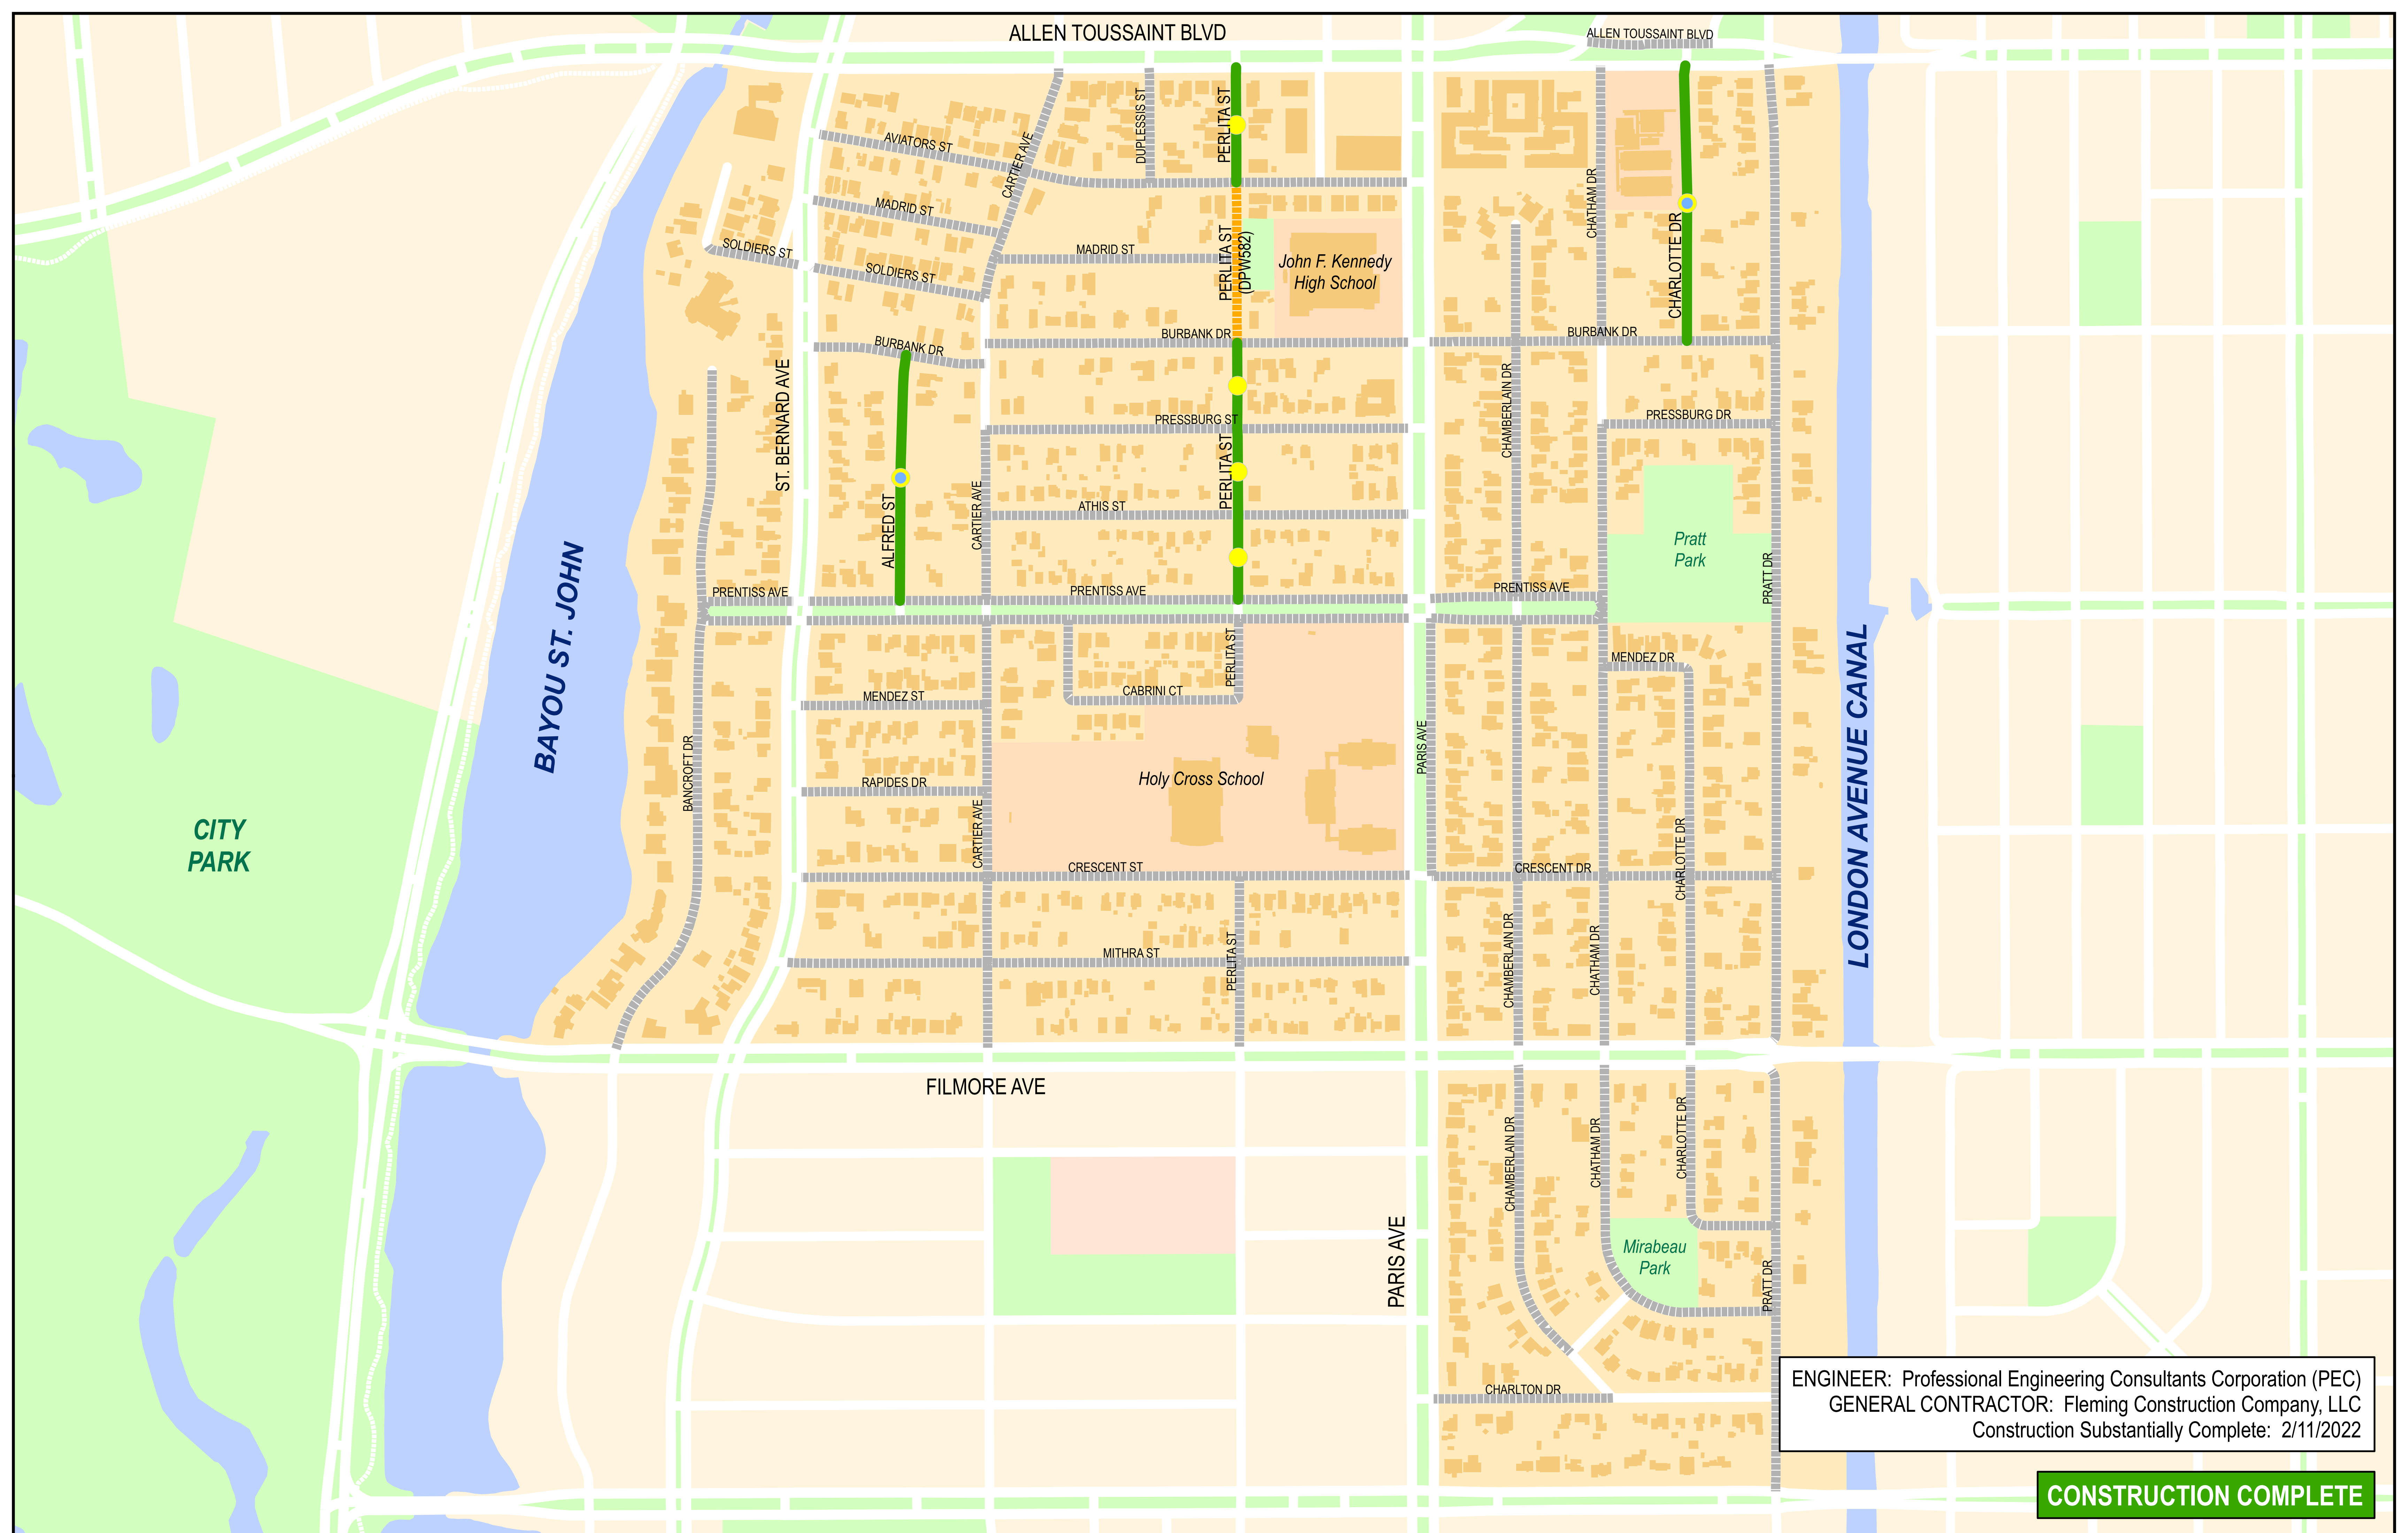 ALLEN TOUSSAINT BLVD
ALLEN TOUSSAINT BLVD
AVIATORS ST
CARTIER AVE
DUPLESSIS ST
PERLITA ST
CHATHAM DR
CHARLOTTE DR
MADRID ST
SOLDIERS ST
SOLDIERS ST
MADRID ST
PERLITA ST
(DPW582)
John F. Kennedy
High School
BURBANK DR
BURBANK DR
BURBANK DR
ST. BERNARD AVE
CHAMBERLAIN DR
PRESSBURG ST
PRESSBURG DR
PERLITA ST
ALFRED ST
CARTIER AVE
ATHIS ST
Pratt
Park
PRATT DR
PRENTISS AVE
PRENTISS AVE
PRENTISS AVE
BAYOU ST. JOHN
LONDON AVENUE CANAL
PERLITA ST
MENDEZ ST
CABRINI CT
MENDEZ DR
BANCROFT DR
PARIS AVE
RAPIDES DR
Holy Cross School
CITY
PARK
CARTIER AVE
CHARLOTTE DR
CRESCENT ST
CRESCENT DR
MITHRA ST
PERLITA ST
CHAMBERLAIN DR
CHATHAM DR
FILMORE AVE
CHAMBERLAIN DR
CHATHAM DR
CHARLOTTE DR
PARIS AVE
Mirabeau
Park
PRATT DR
CHARLTON DR
ENGINEER: Professional Engineering Consultants Corporation (PEC)
GENERAL CONTRACTOR: Fleming Construction Company, LLC
Construction Substantially Complete: 2/11/2022
CONSTRUCTION COMPLETE